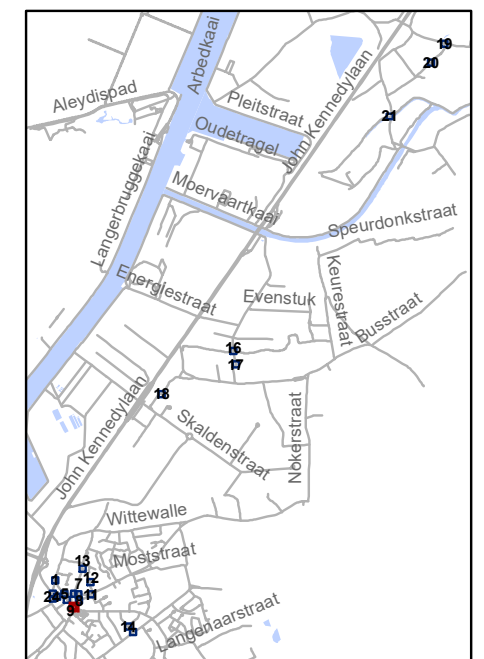 Arbedkaai
19
20
John Kennedylaan
Aleydispad
Pleitstraat
21
Oudetragel
Langerbruggekaai
Moervaartkaai
Speurdonkstraat
Energiestraat
Evenstuk
Keurestraat
Busstraat
16
17
18
John Kennedylaan
Skaldenstraat
Nokerstraat
Wittewalle
Moststraat
13
12
7
11
9
14
Langenaarstraat